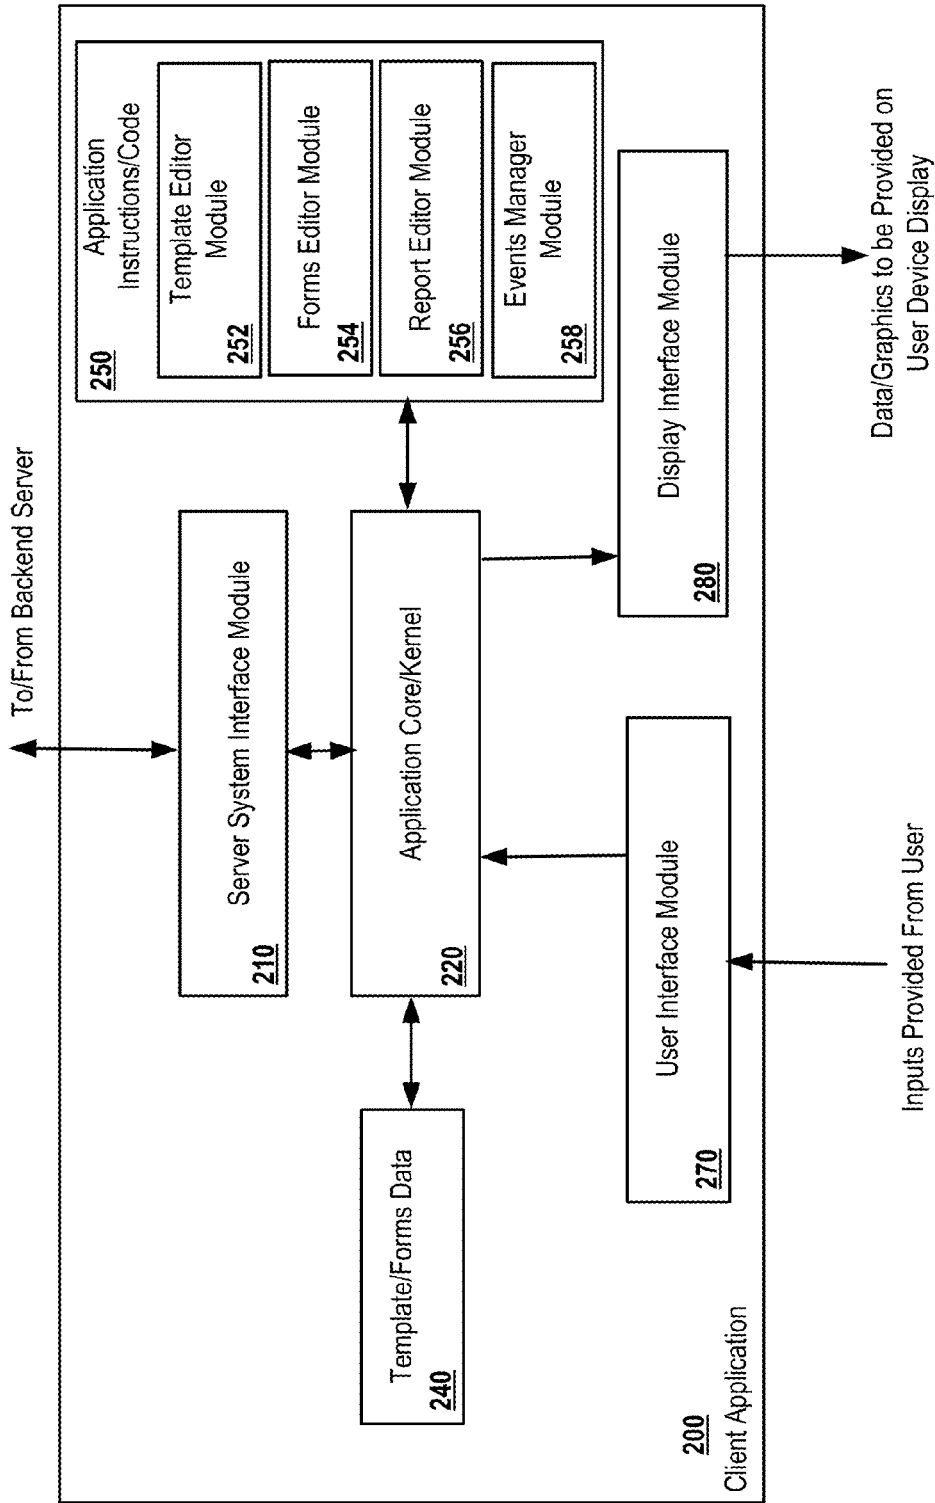 To/From Backend Server
Server System Interface Module
210
Application Core/Kernel
220
Template/Forms Data
240
Application
Instructions/Code
250
Template Editor
Module
252
Forms Editor Module
254
Report Editor Module
256
Events Manager
Module
258
User Interface Module
270
Display Interface Module
280
200
Client Application
Inputs Provided From User
Data/Graphics to be Provided on
User Device Display